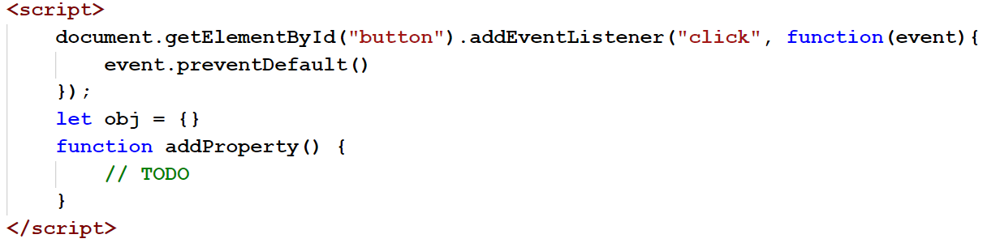 <script>
document.getElementById("button").addEventListener("click", function(event){
event.preventDefault()
});
let obj = {}
function addProperty() {
// TODO
}
</script>